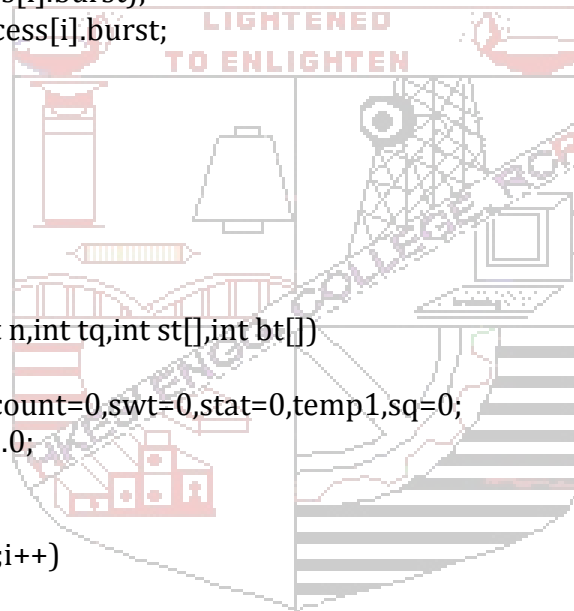 s[i].burst);
LIGHTENED
cess[i].burst;
TO ENLIGHTEN
COLLEGE
n,int tq,int st[],int bt[])
count=0,swt=0,stat=0,temp1,sq=0;
.0;
;i++)